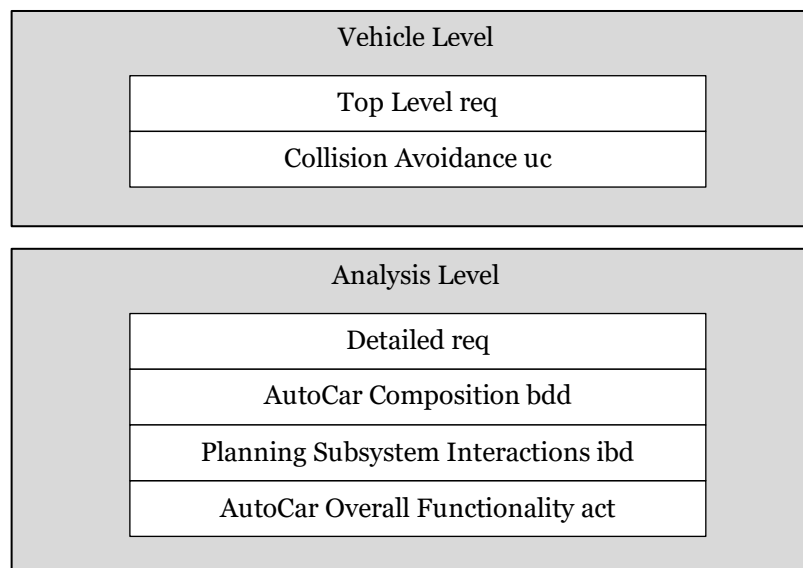 Vehicle Level
Top Level req
Collision Avoidance uc
Analysis Level
Detailed req
AutoCar Composition bdd
Planning Subsystem Interactions ibd
AutoCar Overall Functionality act